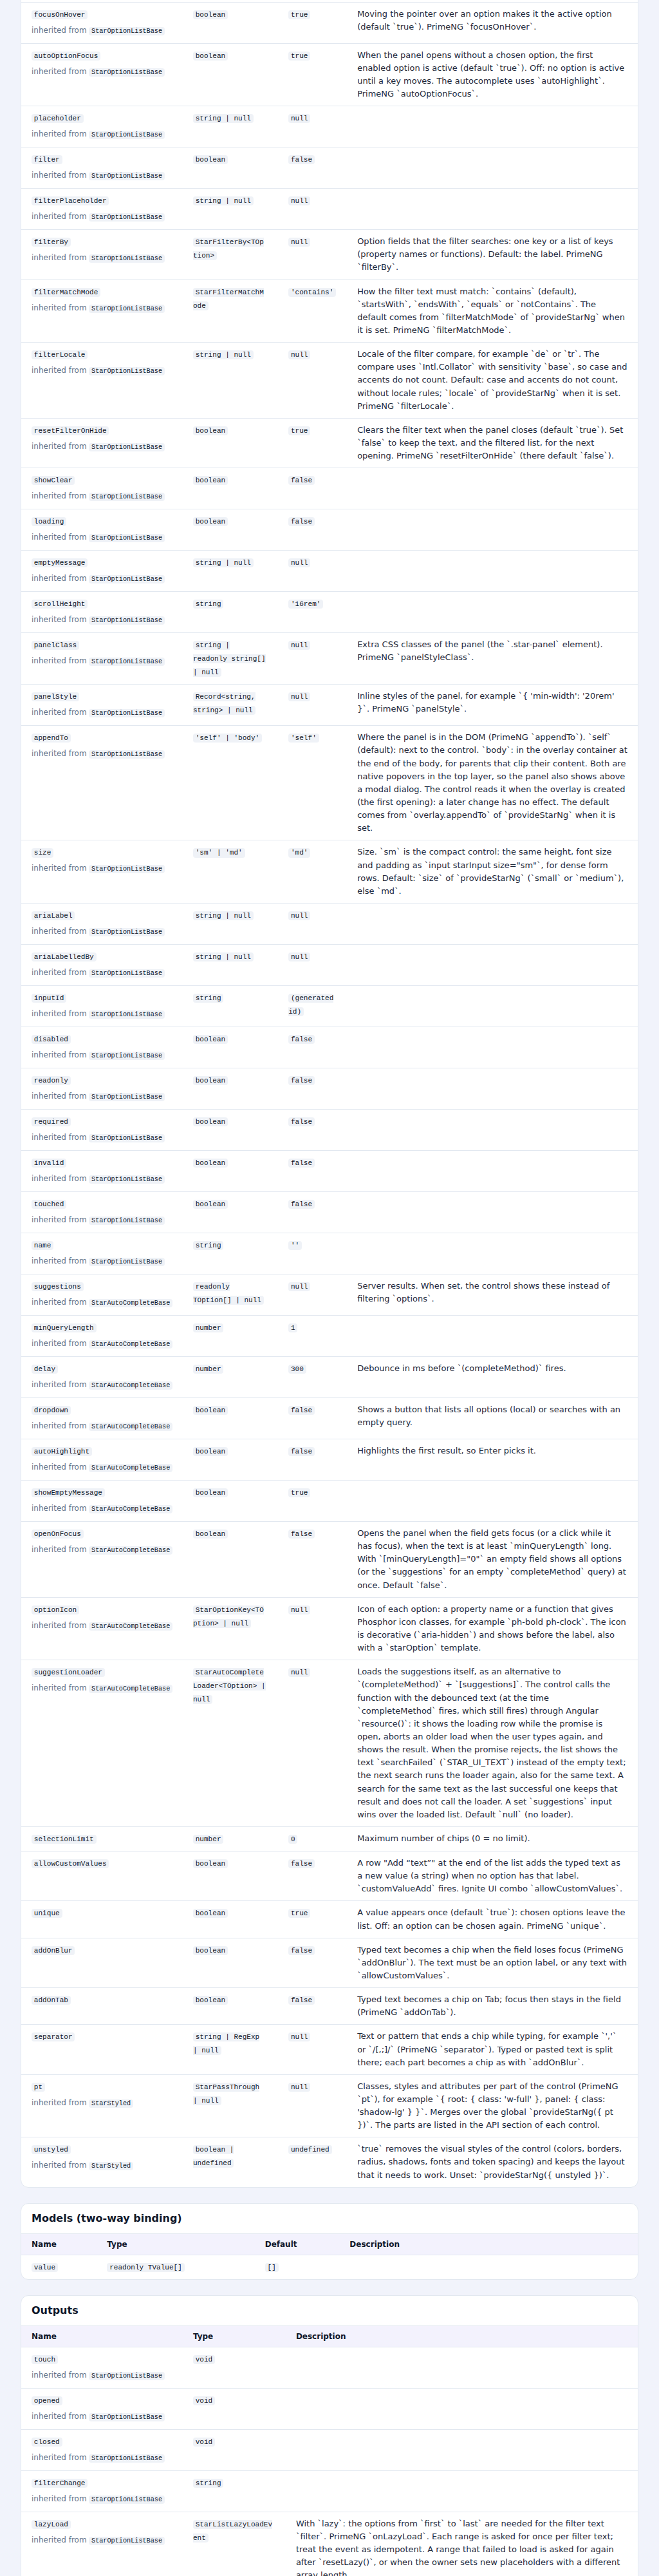 focusOnHover boolean true Moving the pointer over an option makes it the active option
inherited from StarOptionListBase (default `true`). PrimeNG `focusOnHover`.
autoOptionFocus boolean true When the panel opens without a chosen option, the first
inherited from StarOptionListBase enabled option is active (default `true`). Off: no option is active
until a key moves. The autocomplete uses `autoHighlight`.
PrimeNG `autoOptionFocus`.
placeholder string | null null
inherited from StarOptionListBase
filter boolean false
inherited from StarOptionListBase
filterPlaceholder string | null null
inherited from StarOptionListBase
filterBy StarFilterBy<TOp null Option fields that the filter searches: one key or a list of keys
inherited from StarOptionListBase tion> (property names or functions). Default: the label. PrimeNG
`filterBy`.
filterMatchMode StarFilterMatchM 'contains' How the filter text must match: `contains` (default),
inherited from StarOptionListBase ode `startsWith`, `endsWith`, `equals` or `notContains`. The
default comes from `filterMatchMode` of `provideStarNg` when
it is set. PrimeNG `filterMatchMode`.
filterLocale string | null null Locale of the filter compare, for example `de` or `tr`. The
inherited from StarOptionListBase compare uses `Intl.Collator` with sensitivity `base`, so case and
accents do not count. Default: case and accents do not count,
without locale rules; `locale` of `provideStarNg` when it is set.
PrimeNG `filterLocale`.
resetFilterOnHide boolean true Clears the filter text when the panel closes (default `true`). Set
inherited from StarOptionListBase `false` to keep the text, and the filtered list, for the next
opening. PrimeNG `resetFilterOnHide` (there default `false`).
showClear boolean false
inherited from StarOptionListBase
loading boolean false
inherited from StarOptionListBase
emptyMessage string | null null
inherited from StarOptionListBase
scrollHeight string '16rem'
inherited from StarOptionListBase
panelClass string | null Extra CSS classes of the panel (the `.star-panel` element).
inherited from StarOptionListBase readonly string[] PrimeNG `panelStyleClass`.
| null
panelStyle Record<string, null Inline styles of the panel, for example `{ 'min-width': '20rem'
inherited from StarOptionListBase string> | null }`. PrimeNG `panelStyle`.
appendTo 'self' | 'body' 'self' Where the panel is in the DOM (PrimeNG `appendTo`). `self`
inherited from StarOptionListBase (default): next to the control. `body`: in the overlay container at
the end of the body, for parents that clip their content. Both are
native popovers in the top layer, so the panel also shows above
a modal dialog. The control reads it when the overlay is created
(the first opening): a later change has no effect. The default
comes from `overlay.appendTo` of `provideStarNg` when it is
set.
size 'sm' | 'md' 'md' Size. `sm` is the compact control: the same height, font size
inherited from StarOptionListBase and padding as `input starInput size="sm"`, for dense form
rows. Default: `size` of `provideStarNg` (`small` or `medium`),
else `md`.
ariaLabel string | null null
inherited from StarOptionListBase
ariaLabelledBy string | null null
inherited from StarOptionListBase
inputId string (generated
inherited from StarOptionListBase id)
disabled boolean false
inherited from StarOptionListBase
readonly boolean false
inherited from StarOptionListBase
required boolean false
inherited from StarOptionListBase
invalid boolean false
inherited from StarOptionListBase
touched boolean false
inherited from StarOptionListBase
name string ''
inherited from StarOptionListBase
suggestions readonly null Server results. When set, the control shows these instead of
inherited from StarAutoCompleteBase TOption[] | null filtering `options`.
minQueryLength number 1
inherited from StarAutoCompleteBase
delay number 300 Debounce in ms before `(completeMethod)` fires.
inherited from StarAutoCompleteBase
dropdown boolean false Shows a button that lists all options (local) or searches with an
inherited from StarAutoCompleteBase empty query.
autoHighlight boolean false Highlights the first result, so Enter picks it.
inherited from StarAutoCompleteBase
showEmptyMessage boolean true
inherited from StarAutoCompleteBase
openOnFocus boolean false Opens the panel when the field gets focus (or a click while it
inherited from StarAutoCompleteBase has focus), when the text is at least `minQueryLength` long.
With `[minQueryLength]="0"` an empty field shows all options
(or the `suggestions` for an empty `completeMethod` query) at
once. Default `false`.
optionIcon StarOptionKey<TO null Icon of each option: a property name or a function that gives
inherited from StarAutoCompleteBase ption> | null Phosphor icon classes, for example `ph-bold ph-clock`. The icon
is decorative (`aria-hidden`) and shows before the label, also
with a `starOption` template.
suggestionLoader StarAutoComplete null Loads the suggestions itself, as an alternative to
inherited from StarAutoCompleteBase Loader<TOption> | `(completeMethod)` + `[suggestions]`. The control calls the
null function with the debounced text (at the time
`completeMethod` fires, which still fires) through Angular
`resource()`: it shows the loading row while the promise is
open, aborts an older load when the user types again, and
shows the result. When the promise rejects, the list shows the
text `searchFailed` (`STAR_UI_TEXT`) instead of the empty text;
the next search runs the loader again, also for the same text. A
search for the same text as the last successful one keeps that
result and does not call the loader. A set `suggestions` input
wins over the loaded list. Default `null` (no loader).
selectionLimit number 0 Maximum number of chips (0 = no limit).
allowCustomValues boolean false A row "Add “text”" at the end of the list adds the typed text as
a new value (a string) when no option has that label.
`customValueAdd` fires. Ignite UI combo `allowCustomValues`.
unique boolean true A value appears once (default `true`): chosen options leave the
list. Off: an option can be chosen again. PrimeNG `unique`.
addOnBlur boolean false Typed text becomes a chip when the field loses focus (PrimeNG
`addOnBlur`). The text must be an option label, or any text with
`allowCustomValues`.
addOnTab boolean false Typed text becomes a chip on Tab; focus then stays in the field
(PrimeNG `addOnTab`).
separator string | RegExp null Text or pattern that ends a chip while typing, for example `','`
| null or `/[,;]/` (PrimeNG `separator`). Typed or pasted text is split
there; each part becomes a chip as with `addOnBlur`.
pt StarPassThrough null Classes, styles and attributes per part of the control (PrimeNG
inherited from StarStyled | null `pt`), for example `{ root: { class: 'w-full' }, panel: { class:
'shadow-lg' } }`. Merges over the global `provideStarNg({ pt
})`. The parts are listed in the API section of each control.
unstyled boolean | undefined `true` removes the visual styles of the control (colors, borders,
inherited from StarStyled undefined radius, shadows, fonts and token spacing) and keeps the layout
that it needs to work. Unset: `provideStarNg({ unstyled })`.
Models (two-way binding)
Name Type Default Description
value readonly TValue[] []
Outputs
Name Type Description
touch void
inherited from StarOptionListBase
opened void
inherited from StarOptionListBase
closed void
inherited from StarOptionListBase
filterChange string
inherited from StarOptionListBase
lazyLoad StarListLazyLoadEv With `lazy`: the options from `first` to `last` are needed for the filter text
inherited from StarOptionListBase ent `filter`. PrimeNG `onLazyLoad`. Each range is asked for once per filter text;
treat the event as idempotent. A range that failed to load is asked for again
after `resetLazy()`, or when the owner sets new placeholders with a different
array length.